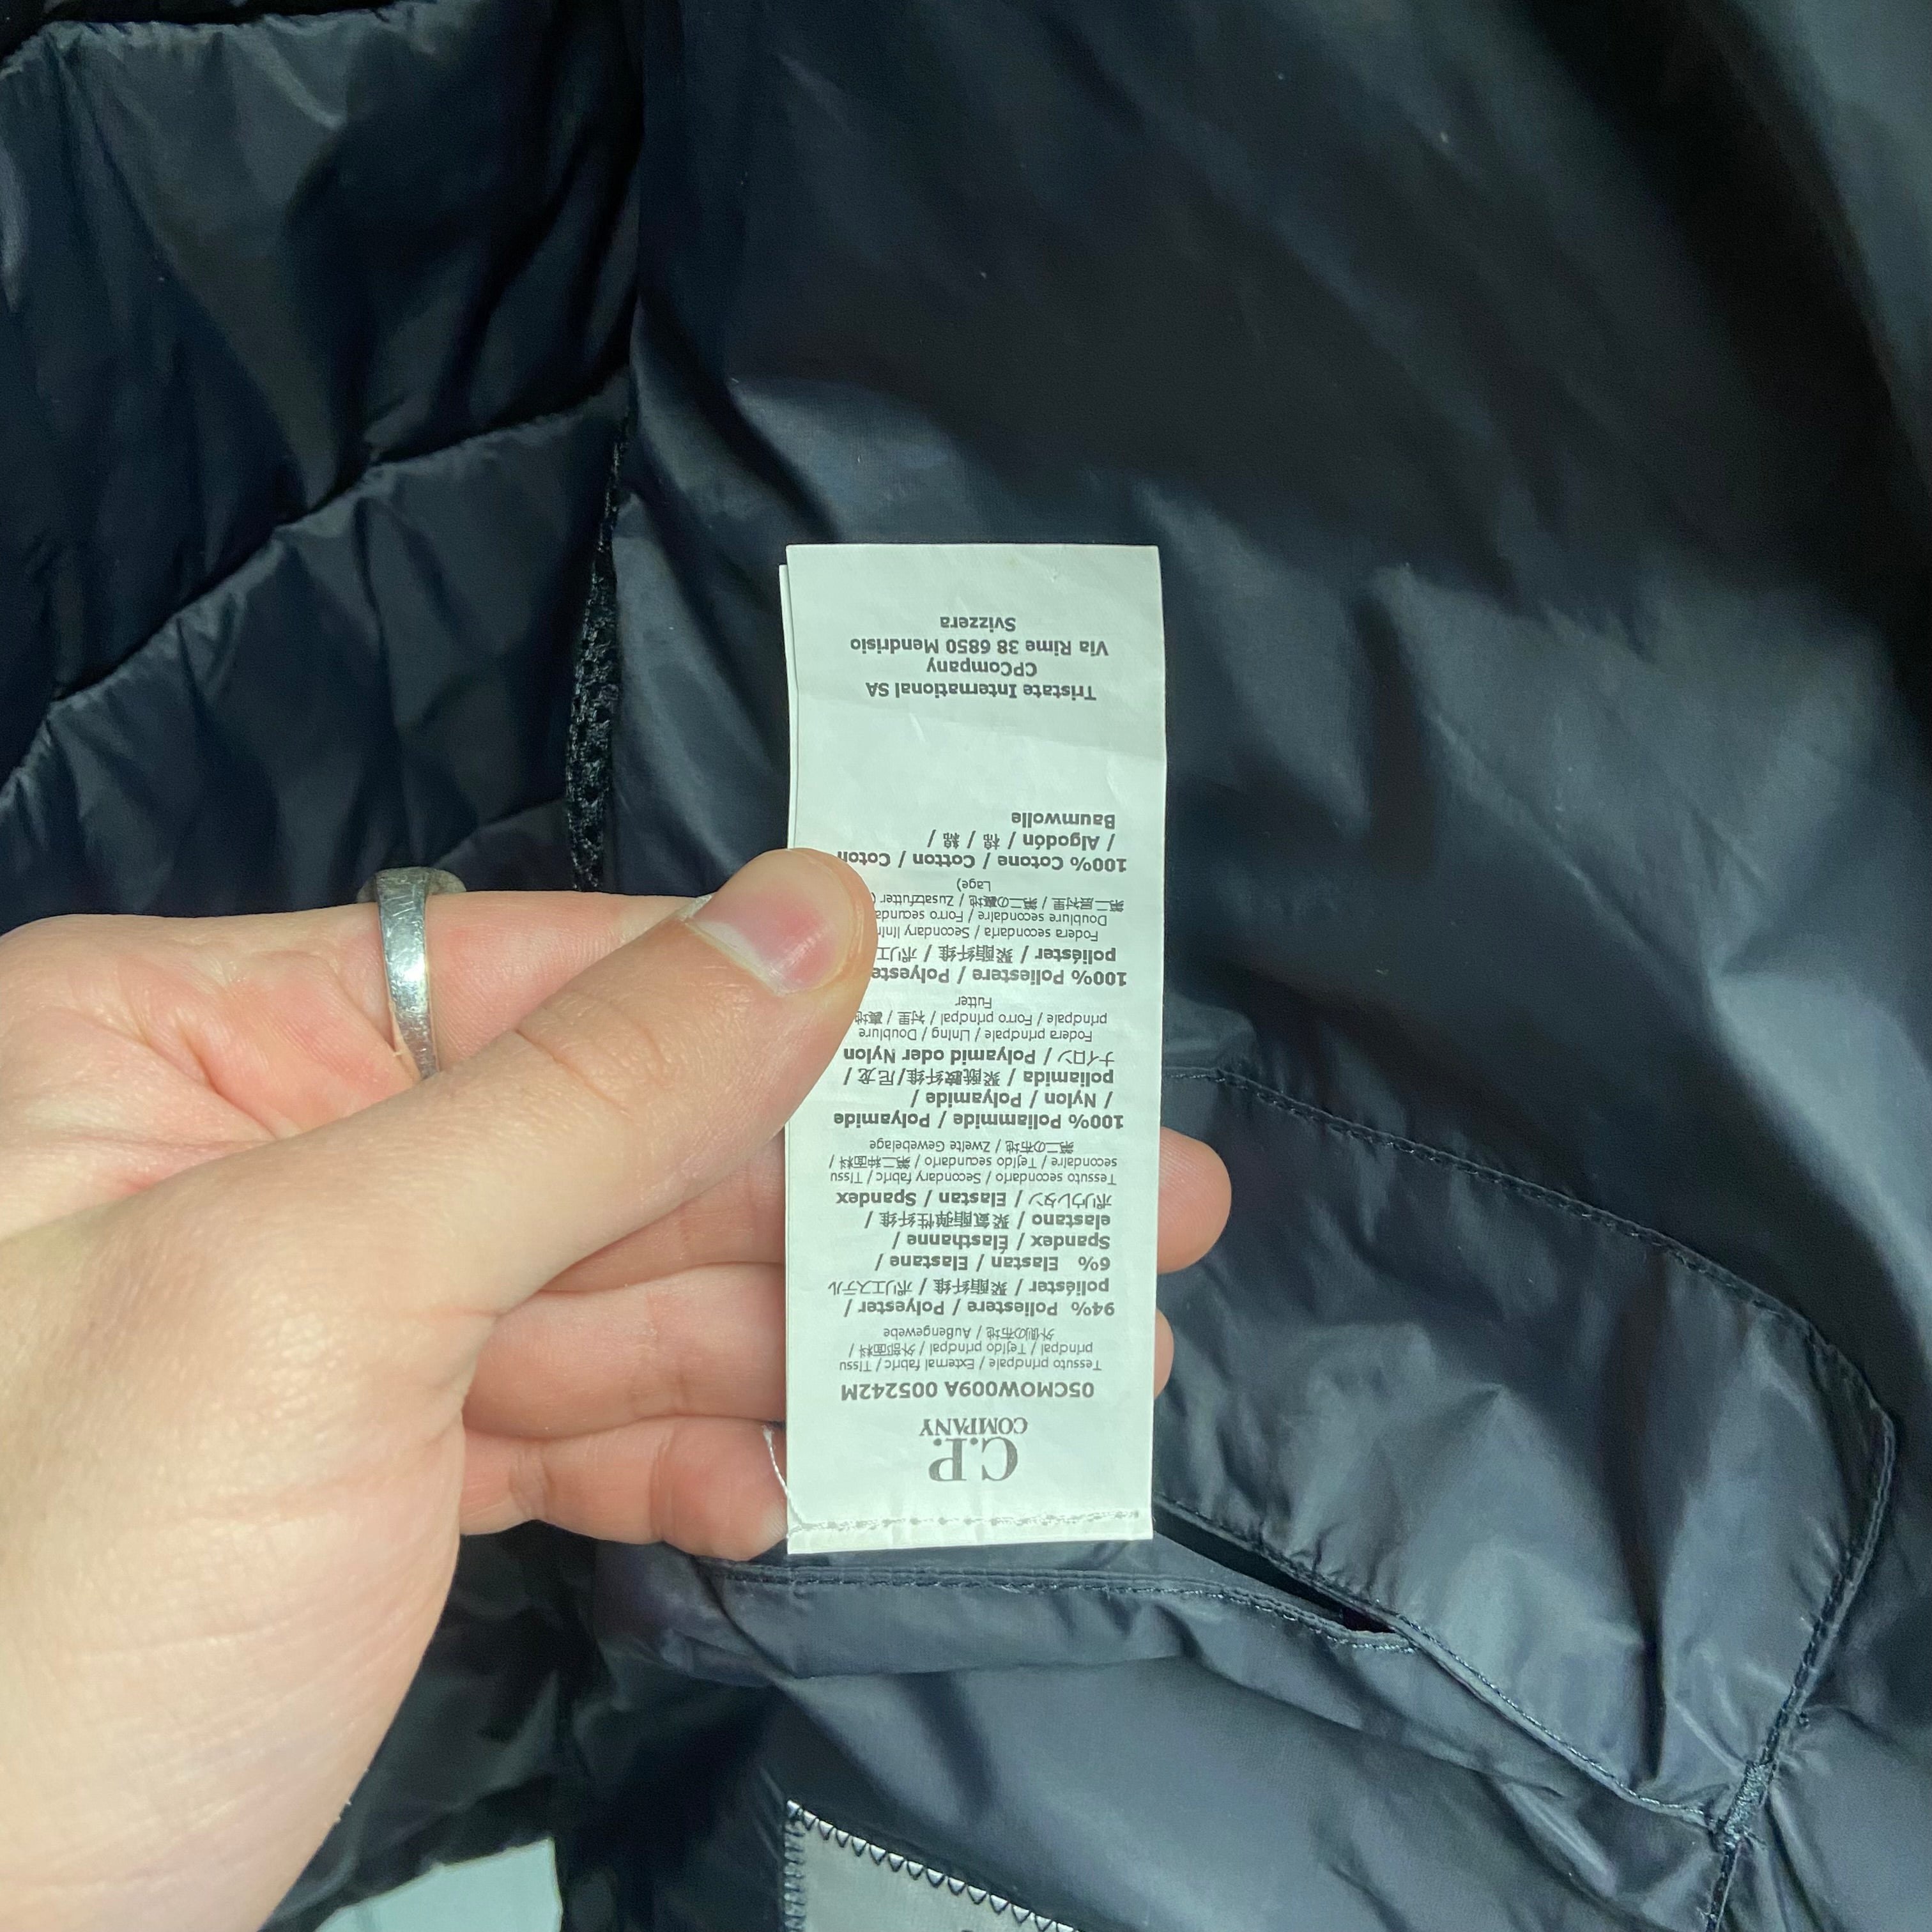 C.P.
COMPANY
05CMOW009A 005242M
Tessuto principale / External fabric / Tissu
principal / Tejido principal / 外部面料 /
外側の布地 / Außengewebe
94% Poliestere / Polyester /
poliéster / 聚酯纤维 / ポリエステル
6% Elastan / Elastane /
Spandex / Élasthanne /
elastano / 聚氨酯弹性纤维 /
ポリウレタン / Elastan / Spandex
Tessuto secondario / Secondary fabric / Tissu
secondaire / Tejido secundario / 第二种面料 /
第二の布地 / Zweite Gewebelage
100% Poliammide / Polyamide
/ Nylon / Polyamide /
poliamida / 聚酰胺纤维/尼龙 /
ナイロン / Polyamid oder Nylon
Fodera principale / Lining / Doublure
principale / Forro principal / 衬里 / 裏地 /
Futter
100% Poliestere /
poliéster / 聚酯纤维 /
Fodera secondaria / Secondary
Doublure secondaire / Forro
第二层衬里 / 第二の裏地 / Zusatzfutter (
Lage)
100% Cotone / Cotton / Coton
/ Algodón / 棉 / 綿 /
Baumwolle
Tristate International SA
CPCompany
Via Rime 38 6850 Mendrisio
Svizzera